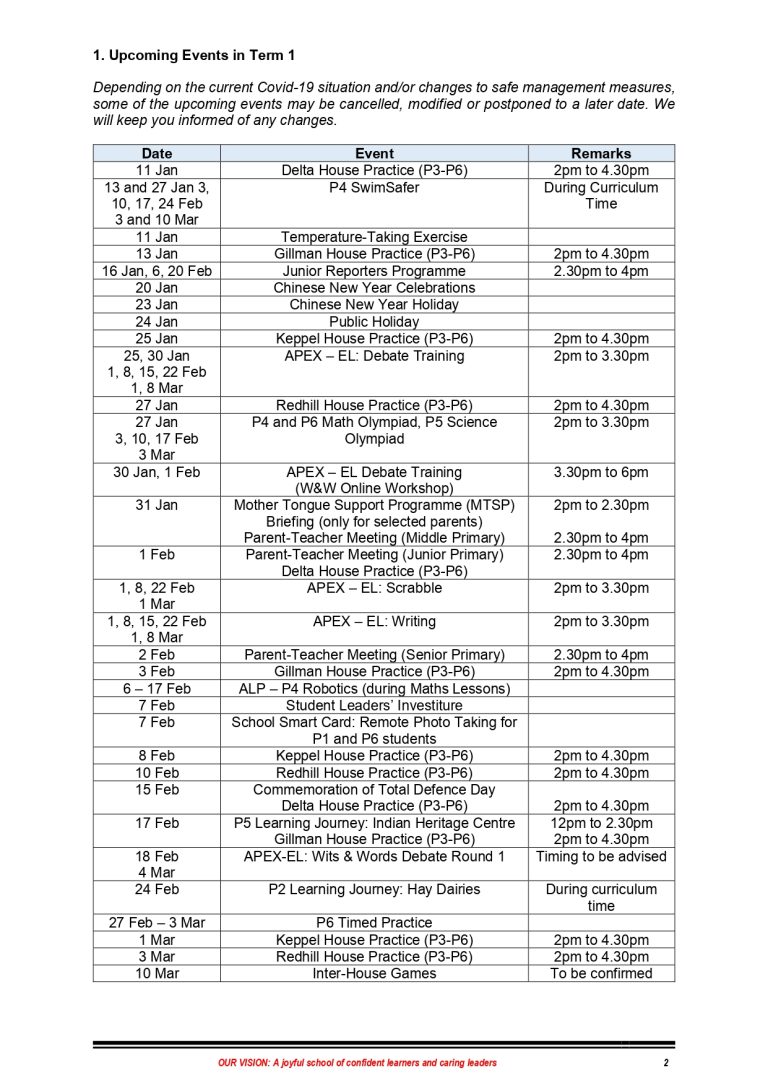 1. Upcoming Events in Term 1
Depending on the current Covid-19 situation and/or changes to safe management measures,
some of the upcoming events may be cancelled, modified or postponed to a later date. We
will keep you informed of any changes.
Date Event Remarks
11 Jan Delta House Practice (P3-P6) 2pm to 4.30pm
13 and 27 Jan 3, P4 SwimSafer During Curriculum
10, 17, 24 Feb Time
3 and 10 Mar
11 Jan Temperature-Taking Exercise
13 Jan Gillman House Practice (P3-P6) 2pm to 4.30pm
16 Jan, 6, 20 Feb Junior Reporters Programme 2.30pm to 4pm
20 Jan Chinese New Year Celebrations
23 Jan Chinese New Year Holiday
24 Jan Public Holiday
25 Jan Keppel House Practice (P3-P6) 2pm to 4.30pm
25, 30 Jan APEX – EL: Debate Training 2pm to 3.30pm
1, 8, 15, 22 Feb
1, 8 Mar
27 Jan Redhill House Practice (P3-P6) 2pm to 4.30pm
27 Jan P4 and P6 Math Olympiad, P5 Science 2pm to 3.30pm
3, 10, 17 Feb Olympiad
3 Mar
30 Jan, 1 Feb APEX – EL Debate Training 3.30pm to 6pm
(W&W Online Workshop)
31 Jan Mother Tongue Support Programme (MTSP) 2pm to 2.30pm
Briefing (only for selected parents)
Parent-Teacher Meeting (Middle Primary) 2.30pm to 4pm
1 Feb Parent-Teacher Meeting (Junior Primary) 2.30pm to 4pm
Delta House Practice (P3-P6)
1, 8, 22 Feb APEX – EL: Scrabble 2pm to 3.30pm
1 Mar
1, 8, 15, 22 Feb APEX – EL: Writing 2pm to 3.30pm
1, 8 Mar
2 Feb Parent-Teacher Meeting (Senior Primary) 2.30pm to 4pm
3 Feb Gillman House Practice (P3-P6) 2pm to 4.30pm
6 – 17 Feb ALP – P4 Robotics (during Maths Lessons)
7 Feb Student Leaders’ Investiture
7 Feb School Smart Card: Remote Photo Taking for
P1 and P6 students
8 Feb Keppel House Practice (P3-P6) 2pm to 4.30pm
10 Feb Redhill House Practice (P3-P6) 2pm to 4.30pm
15 Feb Commemoration of Total Defence Day
Delta House Practice (P3-P6) 2pm to 4.30pm
17 Feb P5 Learning Journey: Indian Heritage Centre 12pm to 2.30pm
Gillman House Practice (P3-P6) 2pm to 4.30pm
18 Feb APEX-EL: Wits & Words Debate Round 1 Timing to be advised
4 Mar
24 Feb P2 Learning Journey: Hay Dairies During curriculum
time
27 Feb – 3 Mar P6 Timed Practice
1 Mar Keppel House Practice (P3-P6) 2pm to 4.30pm
3 Mar Redhill House Practice (P3-P6) 2pm to 4.30pm
10 Mar Inter-House Games To be confirmed
OUR VISION: A joyful school of confident learners and caring leaders 2